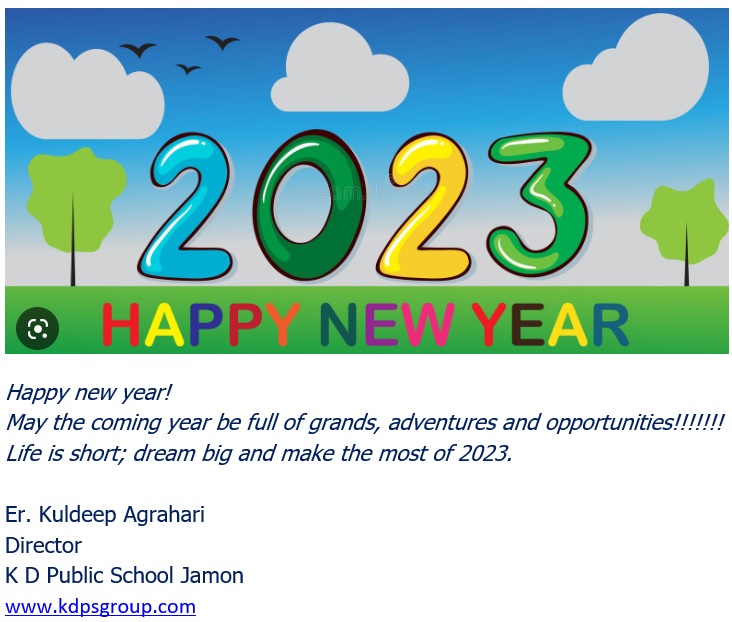 2023
HAPPY NEW YEAR
Happy new year!
May the coming year be full of grands, adventures and opportunities!!!!!!!
Life is short; dream big and make the most of 2023.
Er. Kuldeep Agrahari
Director
K D Public School Jamon
www.kdpsgroup.com